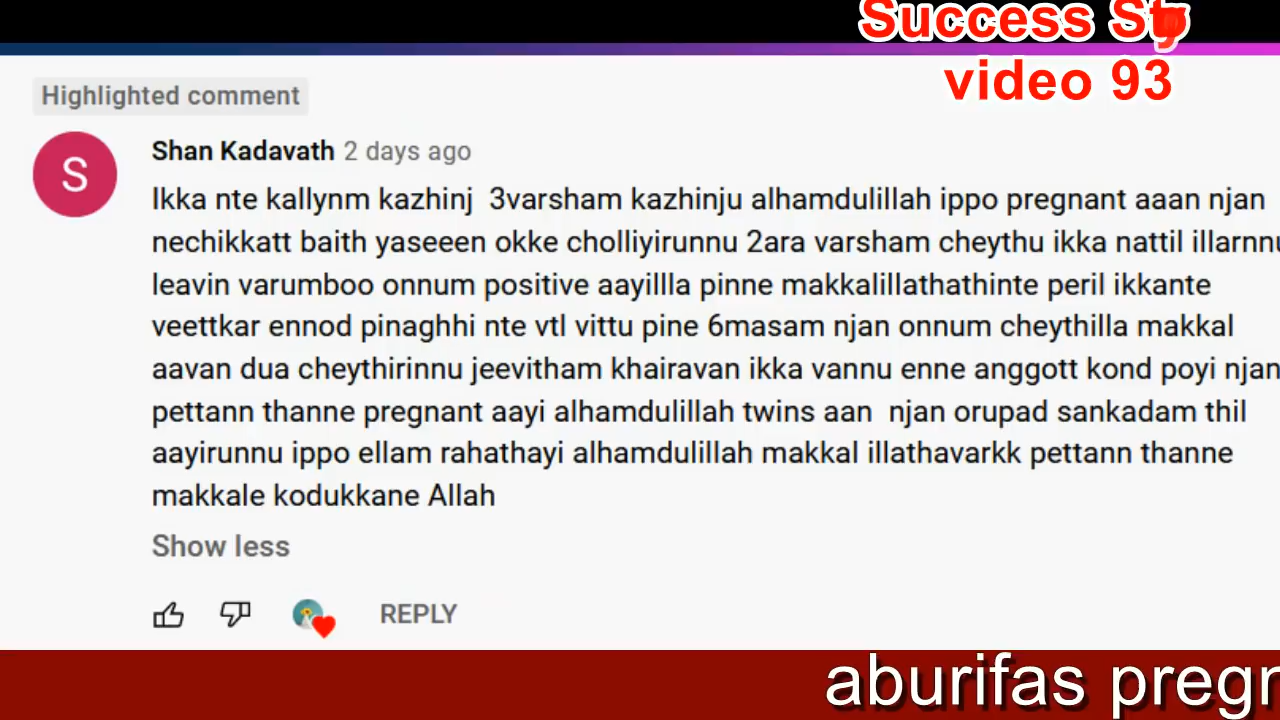 Success
video 93
Highlighted comment
S
Shan Kadavath 2 days ago
Ikka nte kallynm kazhinj 3varsham kazhinju alhamdulillah ippo pregnant aaan njan
nechikkatt baith yaseeen okke cholliyirunnu 2ara varsham cheythu ikka nattil illarnnu
leavin varumboo onnum positive aayillla pinne makkalillathathinte peril ikkante
veettkar ennod pinaghhi nte vtl vittu pine 6masam njan onnum cheythilla makkal
aavan dua cheythirinnu jeevitham khairavan ikka vannu enne anggott kond poyi njan
pettann thanne pregnant aayi alhamdulillah twins aan njan orupad sankadam thil
aayirunnu ippo ellam rahathayi alhamdulillah makkal illathavarkk pettann thanne
makkale kodukkane Allah
Show less
REPLY
aburifas pregn